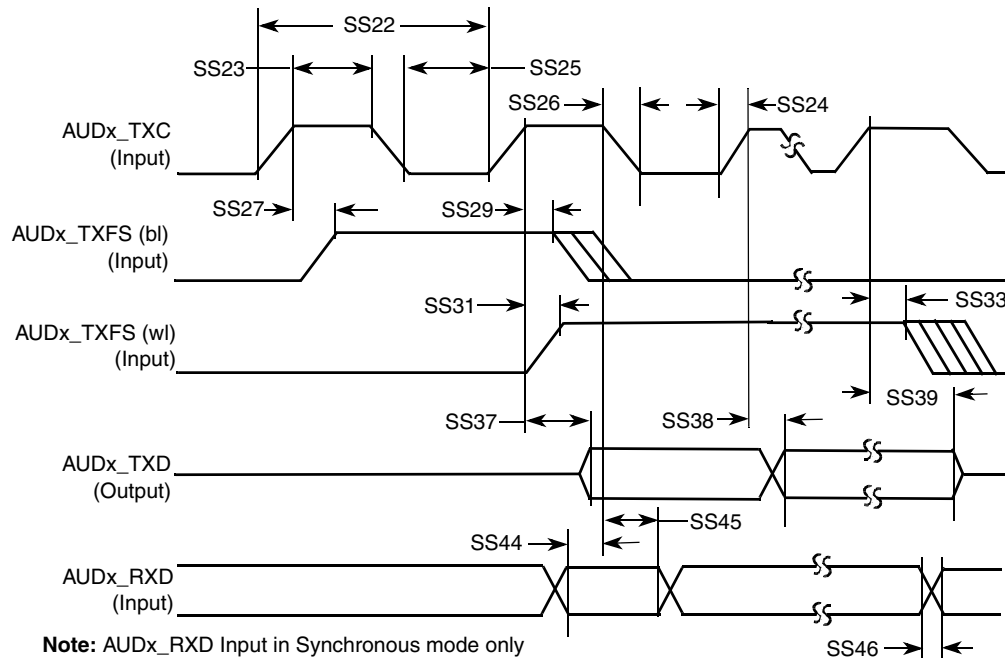 SS22
SS23
SS25
SS26
SS24
AUDx_TXC
(Input)
SS27
SS29
AUDx_TXFS (bl)
(Input)
SS31
SS33
AUDx_TXFS (wl)
(Input)
SS39
SS37
SS38
AUDx_TXD
(Output)
SS45
SS44
AUDx_RXD
(Input)
Note: AUDx_RXD Input in Synchronous mode only
SS46